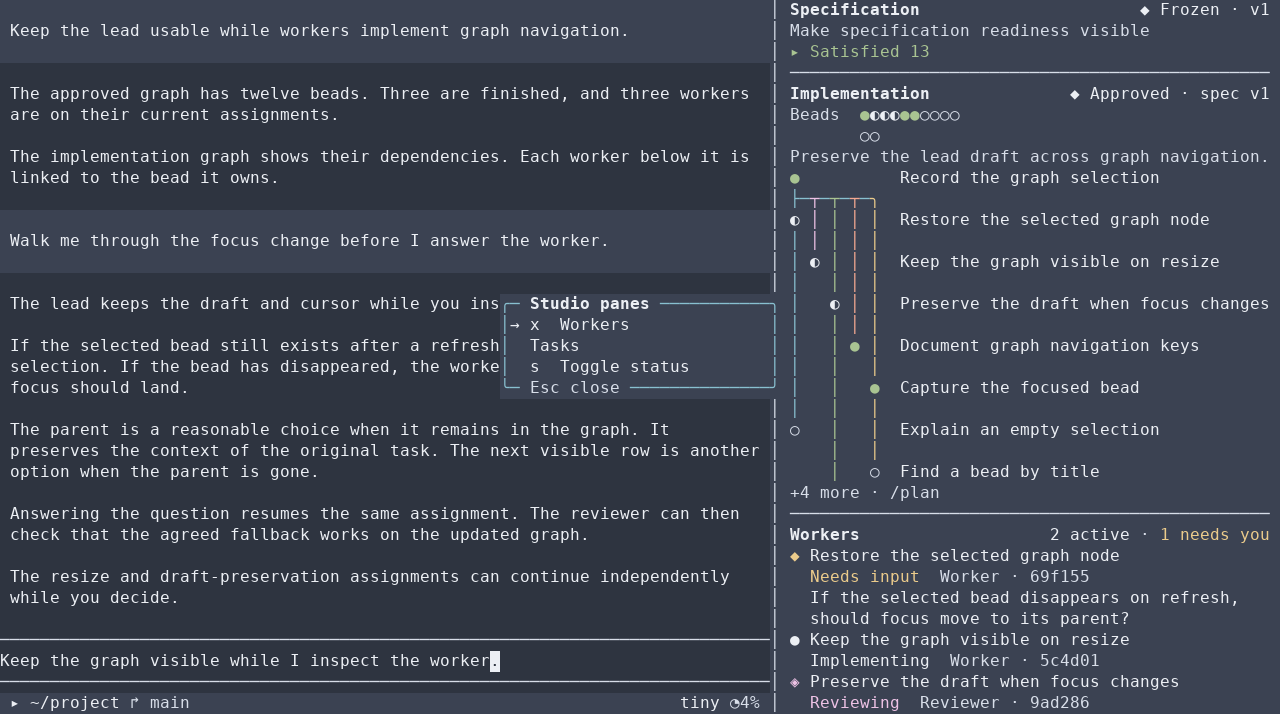 Keep the lead usable while workers implement graph navigation.
The approved graph has twelve beads. Three are finished, and three workers
are on their current assignments.
The implementation graph shows their dependencies. Each worker below it is
linked to the bead it owns.
Walk me through the focus change before I answer the worker.
The lead keeps the draft and cursor while you ins
If the selected bead still exists after a refresh
selection. If the bead has disappeared, the worke
focus should land.
The parent is a reasonable choice when it remains in the graph. It
preserves the context of the original task. The next visible row is another
option when the parent is gone.
Answering the question resumes the same assignment. The reviewer can then
check that the agreed fallback works on the updated graph.
The resize and draft-preservation assignments can continue independently
while you decide.
Keep the graph visible while I inspect the worker.
▸ ~/project ↱ main tiny ◔4%
Studio panes
→ x Workers
Tasks
s Toggle status
Esc close
Specification ◆ Frozen · v1
Make specification readiness visible
▸ Satisfied 13
Implementation ◆ Approved · spec v1
Beads ●◐◐◐●●○○○○
○○
Preserve the lead draft across graph navigation.
● Record the graph selection
◐ Restore the selected graph node
◐ Keep the graph visible on resize
◐ Preserve the draft when focus changes
● Document graph navigation keys
● Capture the focused bead
○ Explain an empty selection
○ Find a bead by title
+4 more · /plan
Workers 2 active · 1 needs you
◆ Restore the selected graph node
Needs input Worker · 69f155
If the selected bead disappears on refresh,
should focus move to its parent?
● Keep the graph visible on resize
Implementing Worker · 5c4d01
◈ Preserve the draft when focus changes
Reviewing Reviewer · 9ad286